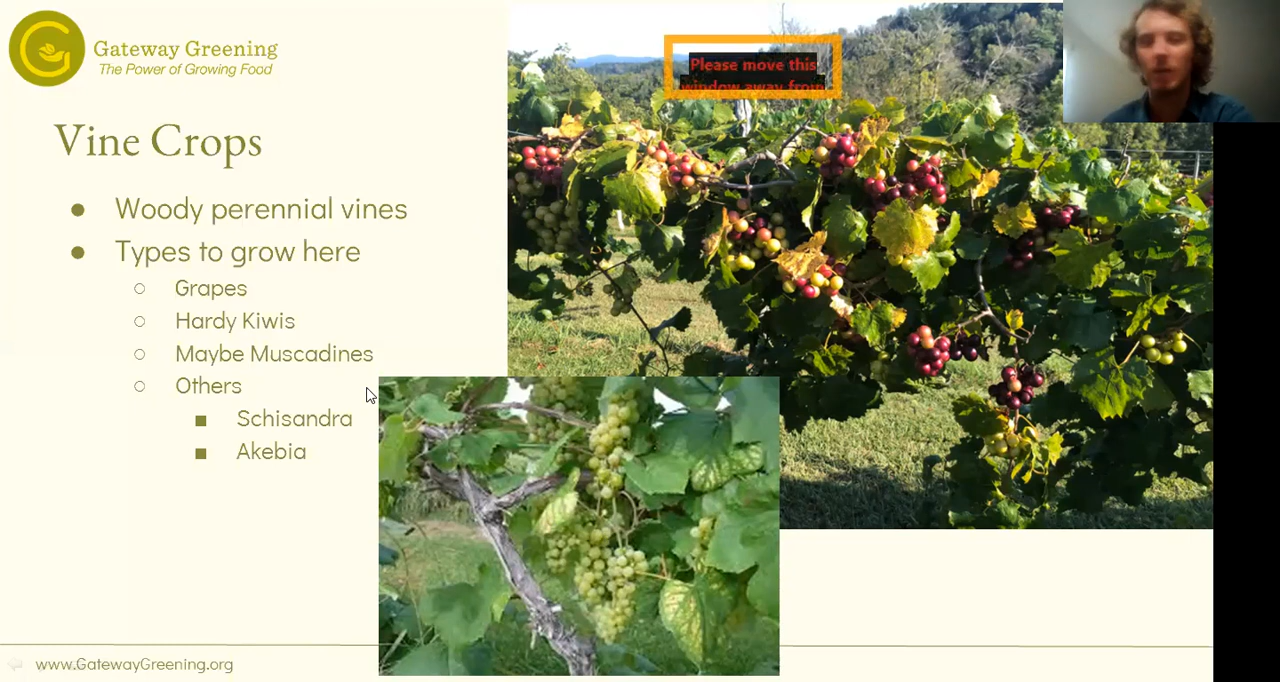 Gateway Greening
The Power of Growing Food
Please move this
window away from
Vine Crops
Woody perennial vines
Types to grow here
Grapes
Hardy Kiwis
Maybe Muscadines
Others
Schisandra
Akebia
www.GatewayGreening.org